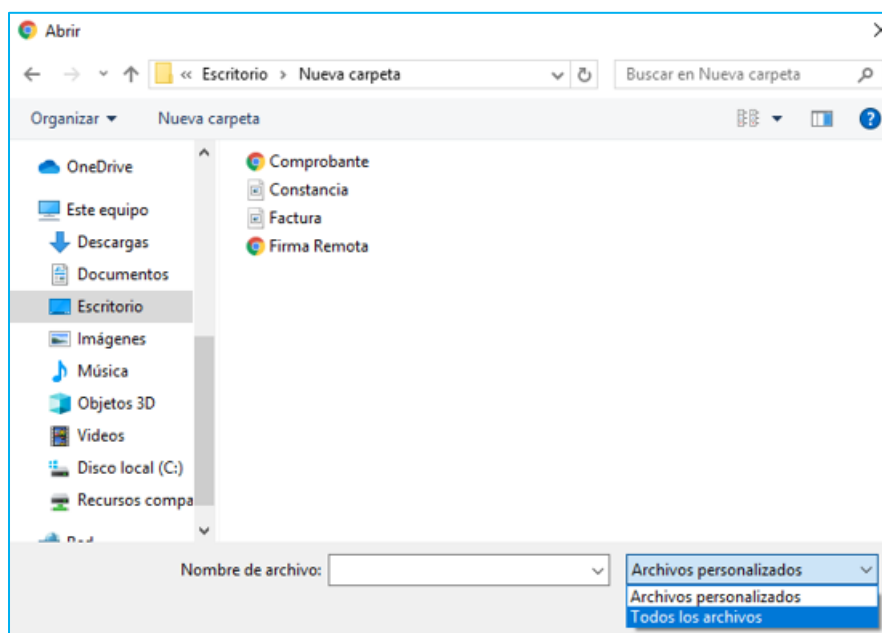 Abrir
« Escritorio > Nueva carpeta
Buscar en Nueva carpeta
Organizar
Nueva carpeta
OneDrive
Este equipo
Descargas
Documentos
Escritorio
Imágenes
Música
Objetos 3D
Videos
Disco local (C:)
Recursos compa
Comprobante
Constancia
Factura
Firma Remota
Nombre de archivo:
Archivos personalizados
Archivos personalizados
Todos los archivos